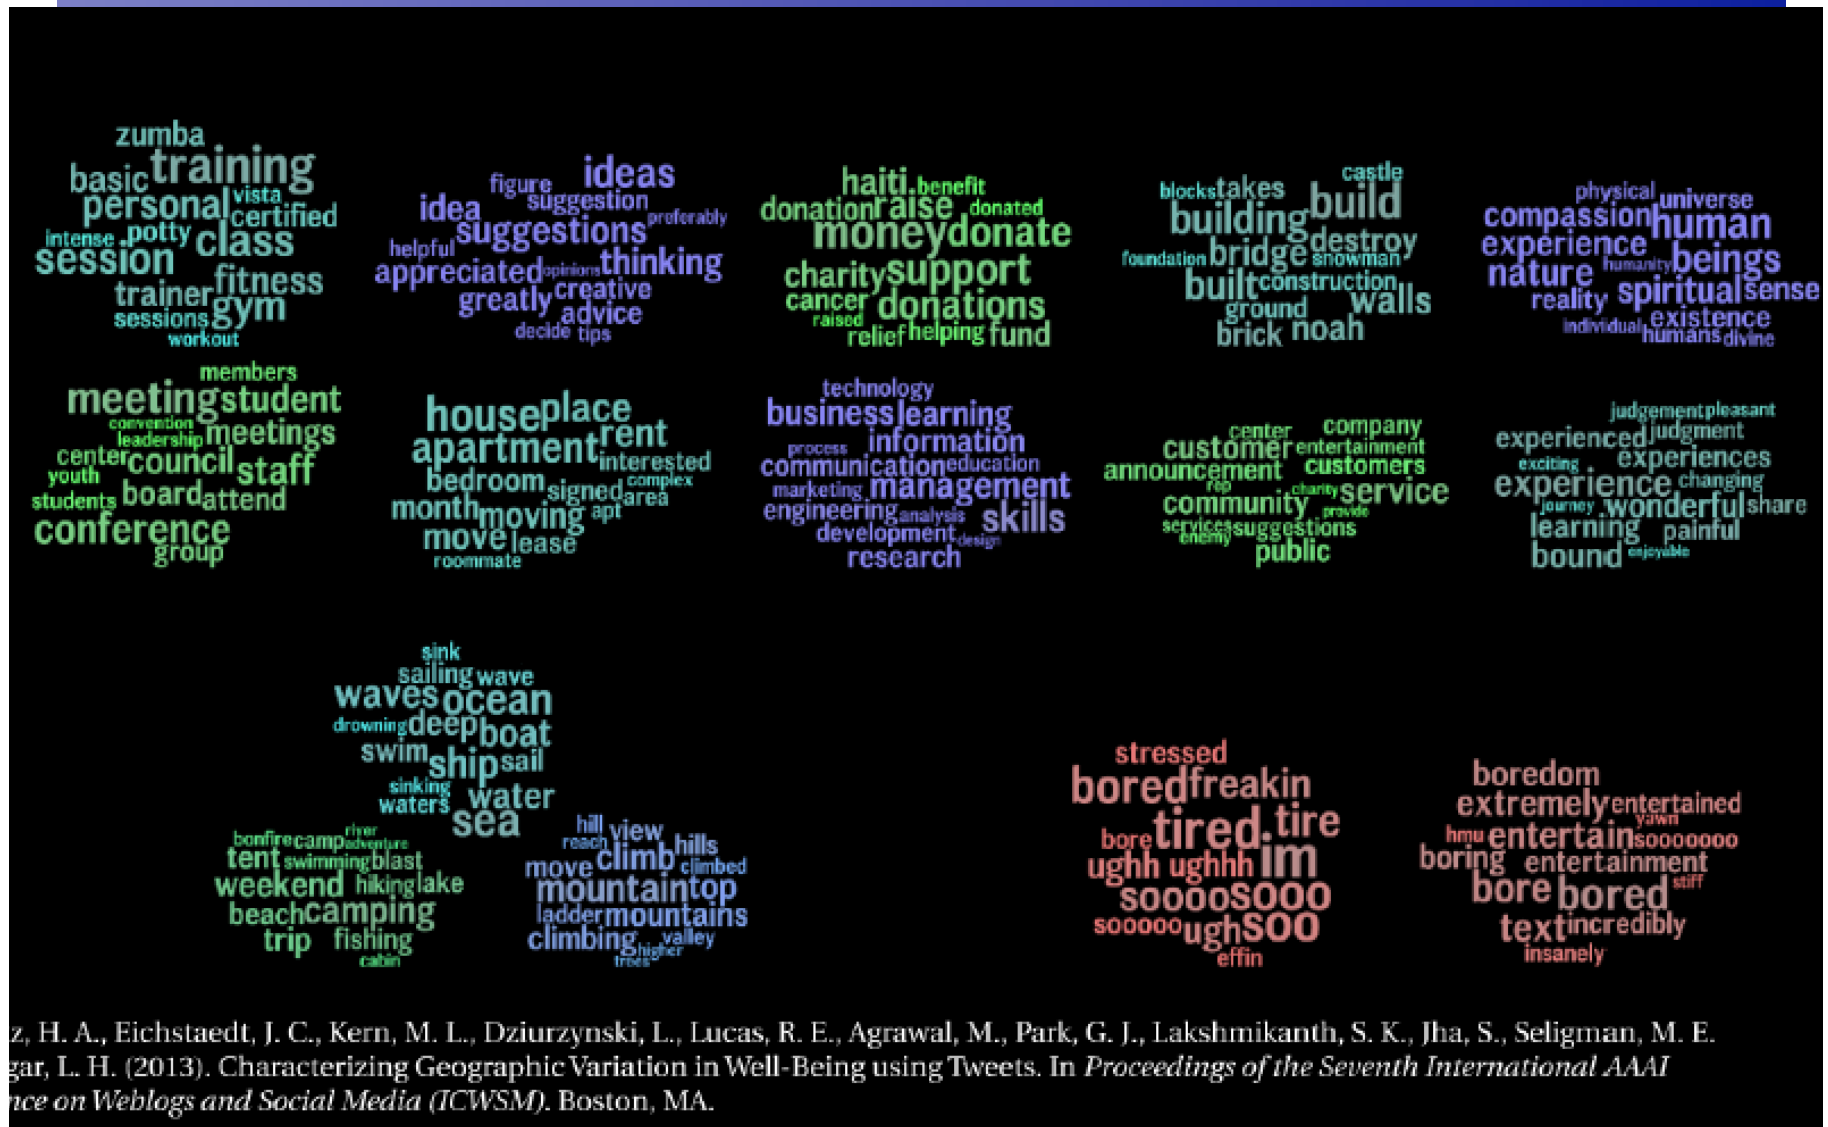 zumba
basic training
personal vista
certified
intense potty class
session
fitness
trainer gym
sessions
workout
ideas
figure suggestion
idea preferably
suggestions
helpful
appreciated opinions thinking
greatly creative
advice
decide tips
haiti benefit
donation raise donated
money donate
charity support
cancer donations
raised
relief helping fund
castle
blocks takes
building build
destroy
foundation bridge snowman
built construction
ground walls
brick noah
physical universe
compassion human
experience
nature humanity beings
reality spiritual sense
existence
individual humans divine
members
meeting student
convention
leadership meetings
center council staff
youth
students board attend
conference
group
house place
apartment rent
interested
bedroom complex
signed area
month moving apt
move lease
roommate
technology
business learning
process information
communication education
marketing management
engineering analysis skills
development design
research
center company
customer entertainment
announcement customers
rep
community charity service
provide
services suggestions
enemy
public
judgement pleasant
experienced judgment
exciting experiences
experience changing
journey wonderful share
learning painful
bound enjoyable
sink
sailing wave
waves ocean
drowning deep boat
swim ship sail
sinking
waters water
sea
river
bonfire camp adventure
tent swimming blast
weekend hiking lake
beach camping
trip fishing
cabin
hill view
reach hills
move climb climbed
mountain top
ladder mountains
climbing valley
higher
trees
stressed
bored freakin
bore tired. tire
ughh ughhh im
soooo sooo
sooooo ugh soo
effin
boredom
extremely entertained
yawn
hmu entertain soooooooo
boring entertainment
bore bored stiff
text incredibly
insanely
z, H. A., Eichstaedt, J. C., Kern, M. L., Dziurzynski, L., Lucas, R. E., Agrawal, M., Park, G. J., Lakshmikanth, S. K., Jha, S., Seligman, M. E.
gar, L. H. (2013). Characterizing Geographic Variation in Well-Being using Tweets. In Proceedings of the Seventh International AAAI
nce on Weblogs and Social Media (ICWSM). Boston, MA.